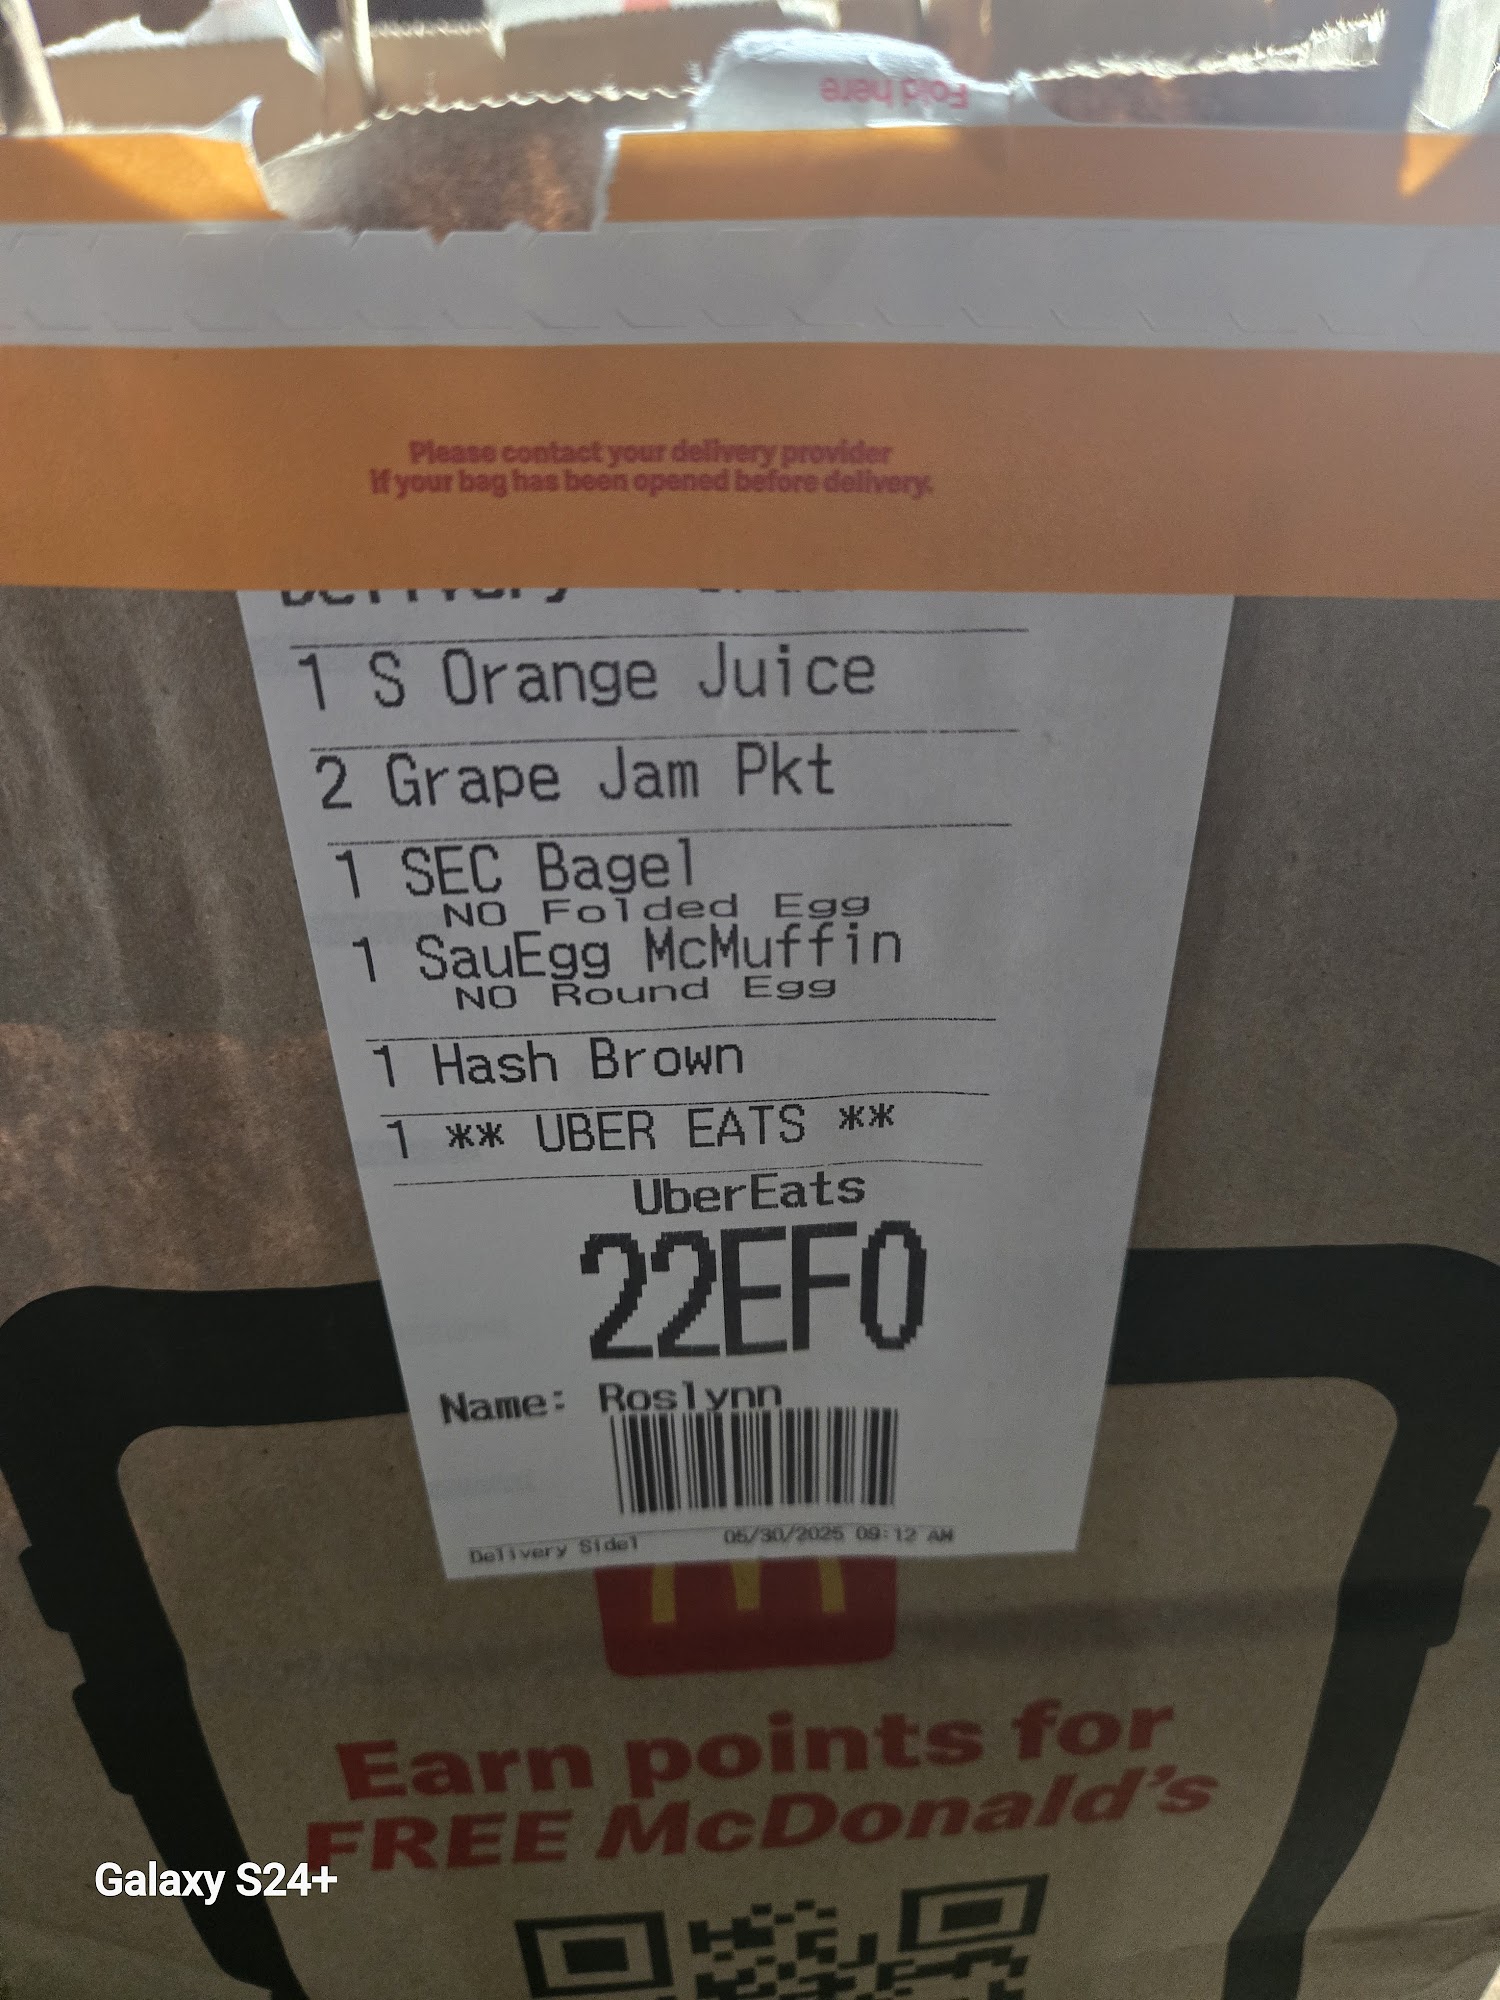 Fold here
Please contact your delivery provider
if your bag has been opened before delivery.
Delivery
1 S Orange Juice
2 Grape Jam Pkt
1 SEC Bagel
NO Folded Egg
1 SauEgg McMuffin
NO Round Egg
1 Hash Brown
1 ** UBER EATS **
UberEats
22EF0
Name: Roslynn
Delivery Side1 05/30/2025 09:12 AM
Earn points for
FREE McDonald's
Galaxy S24+